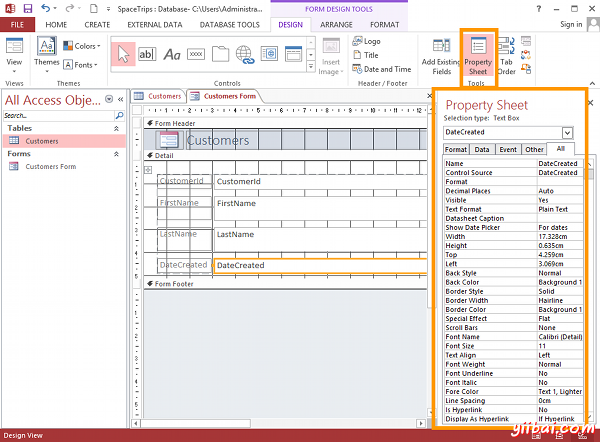 SpaceTrips : Database- C:\Users\Administra...
FORM DESIGN TOOLS
FILE
HOME
CREATE
EXTERNAL DATA
DATABASE TOOLS
DESIGN
ARRANGE
FORMAT
Sign in
View
Themes
Colors
Fonts
Insert Image
Logo
Title
Date and Time
Add Existing Fields
Property Sheet
Tab Order
Views
Themes
Controls
Header / Footer
Tools
All Access Obje...
Search...
Tables
Customers
Forms
Customers Form
Customers
Customers Form
Form Header
Customers
Detail
CustomerId CustomerId
FirstName FirstName
LastName LastName
DateCreated DateCreated
Form Footer
Property Sheet
Selection type: Text Box
DateCreated
Format Data Event Other All
Name DateCreated
Control Source DateCreated
Format
Decimal Places Auto
Visible Yes
Text Format Plain Text
Datasheet Caption
Show Date Picker For dates
Width 17.328cm
Height 0.635cm
Top 4.259cm
Left 3.069cm
Back Style Normal
Back Color Background 1
Border Style Solid
Border Width Hairline
Border Color Background 1
Special Effect Flat
Scroll Bars None
Font Name Calibri (Detail)
Font Size 11
Text Align Left
Font Weight Normal
Font Underline No
Font Italic No
Fore Color Text 1, Lighter
Line Spacing 0cm
Is Hyperlink No
Display As Hyperlink If Hyperlink
Design View
yiibai.com